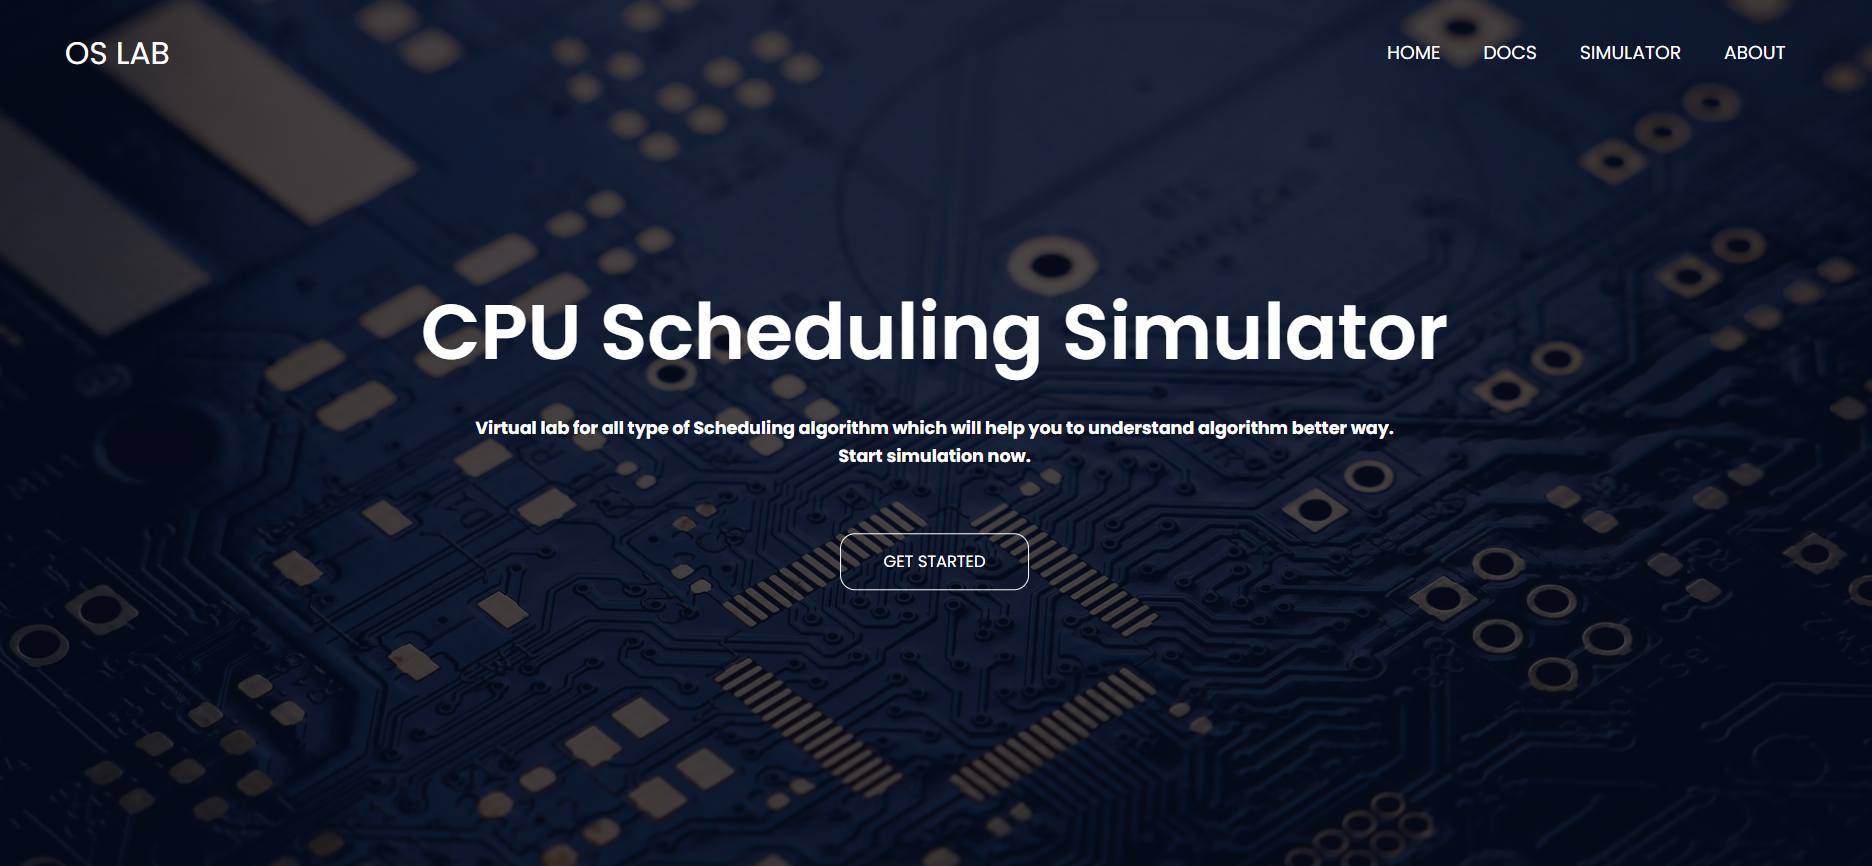 OS LAB
HOME DOCS SIMULATOR ABOUT
CPU Scheduling Simulator
Virtual lab for all type of Scheduling algorithm which will help you to understand algorithm better way.
Start simulation now.
GET STARTED